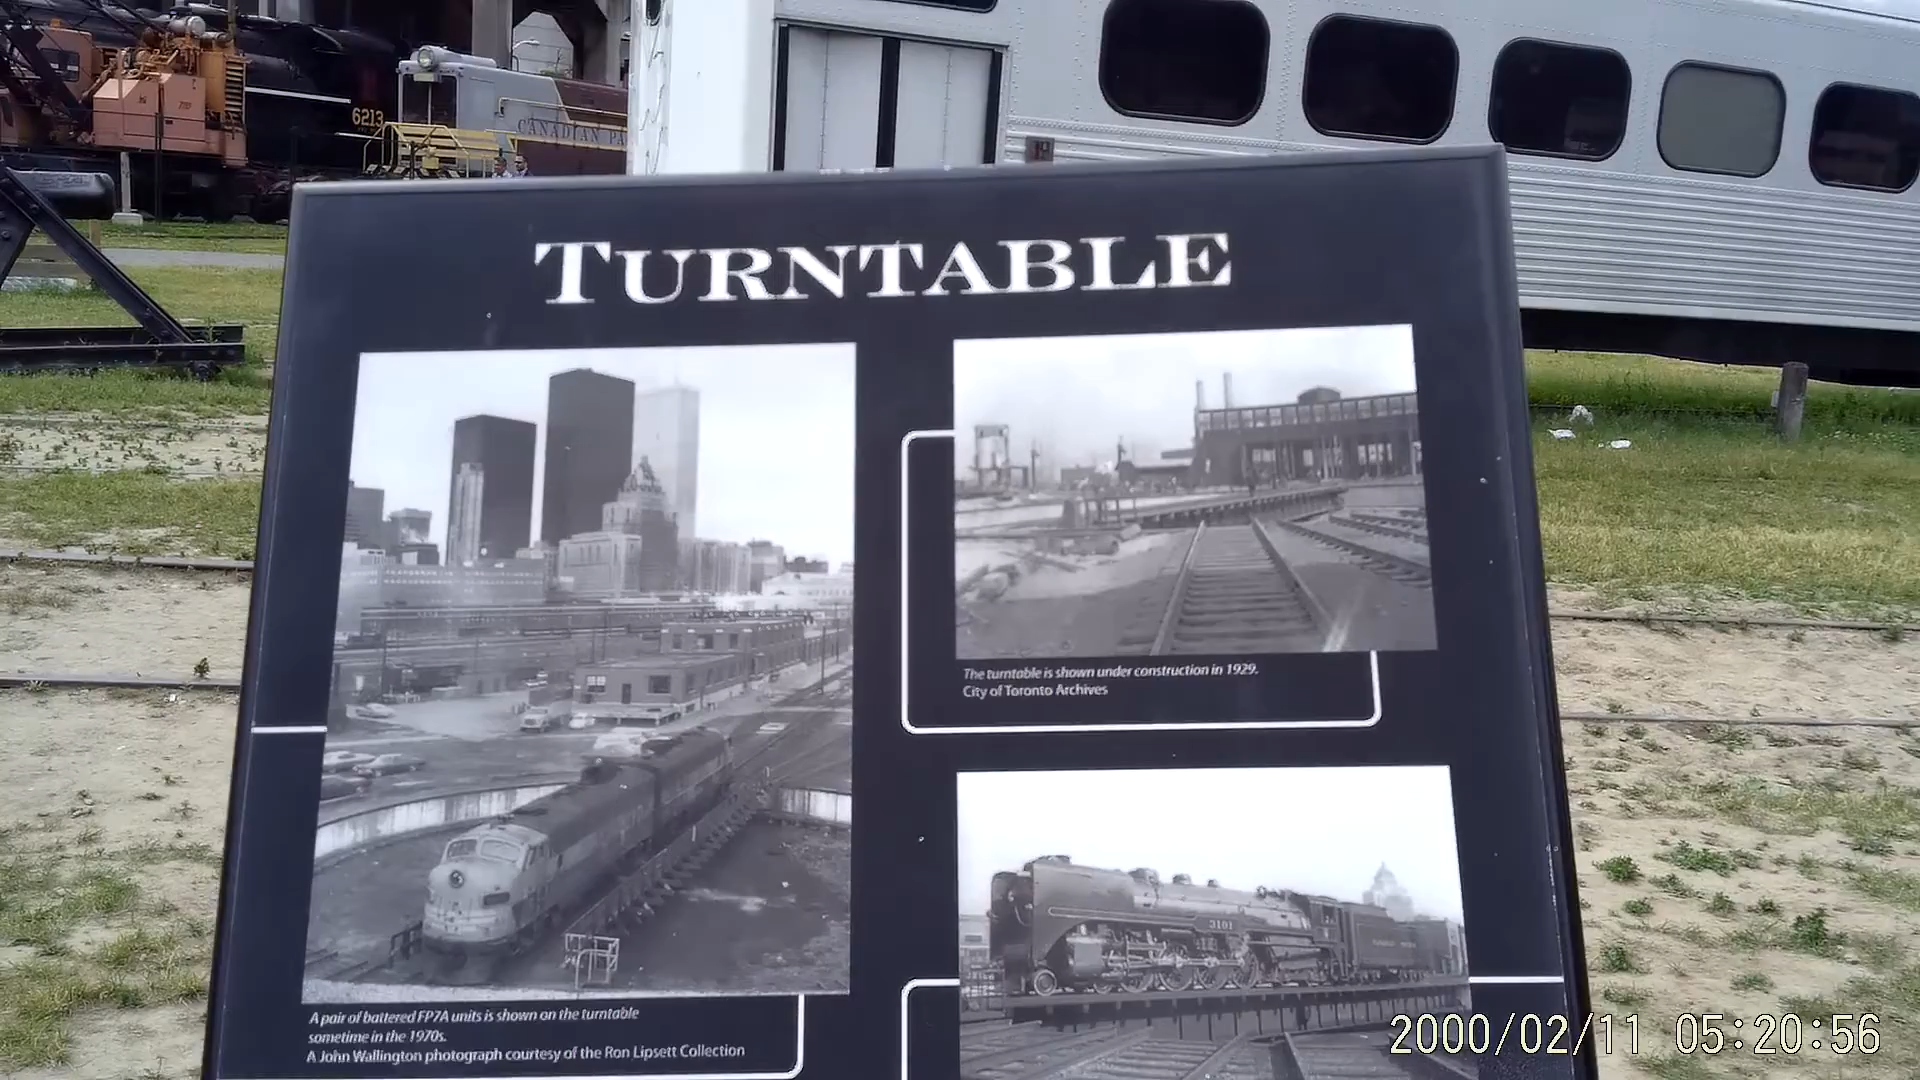 6213
CANADIAN PA
TURNTABLE
The turntable is shown under construction in 1929.
City of Toronto Archives
3101
A pair of battered FP7A units is shown on the turntable
sometime in the 1970s.
A John Wallington photograph courtesy of the Ron Lipsett Collection
2000/02/11 05:20:56